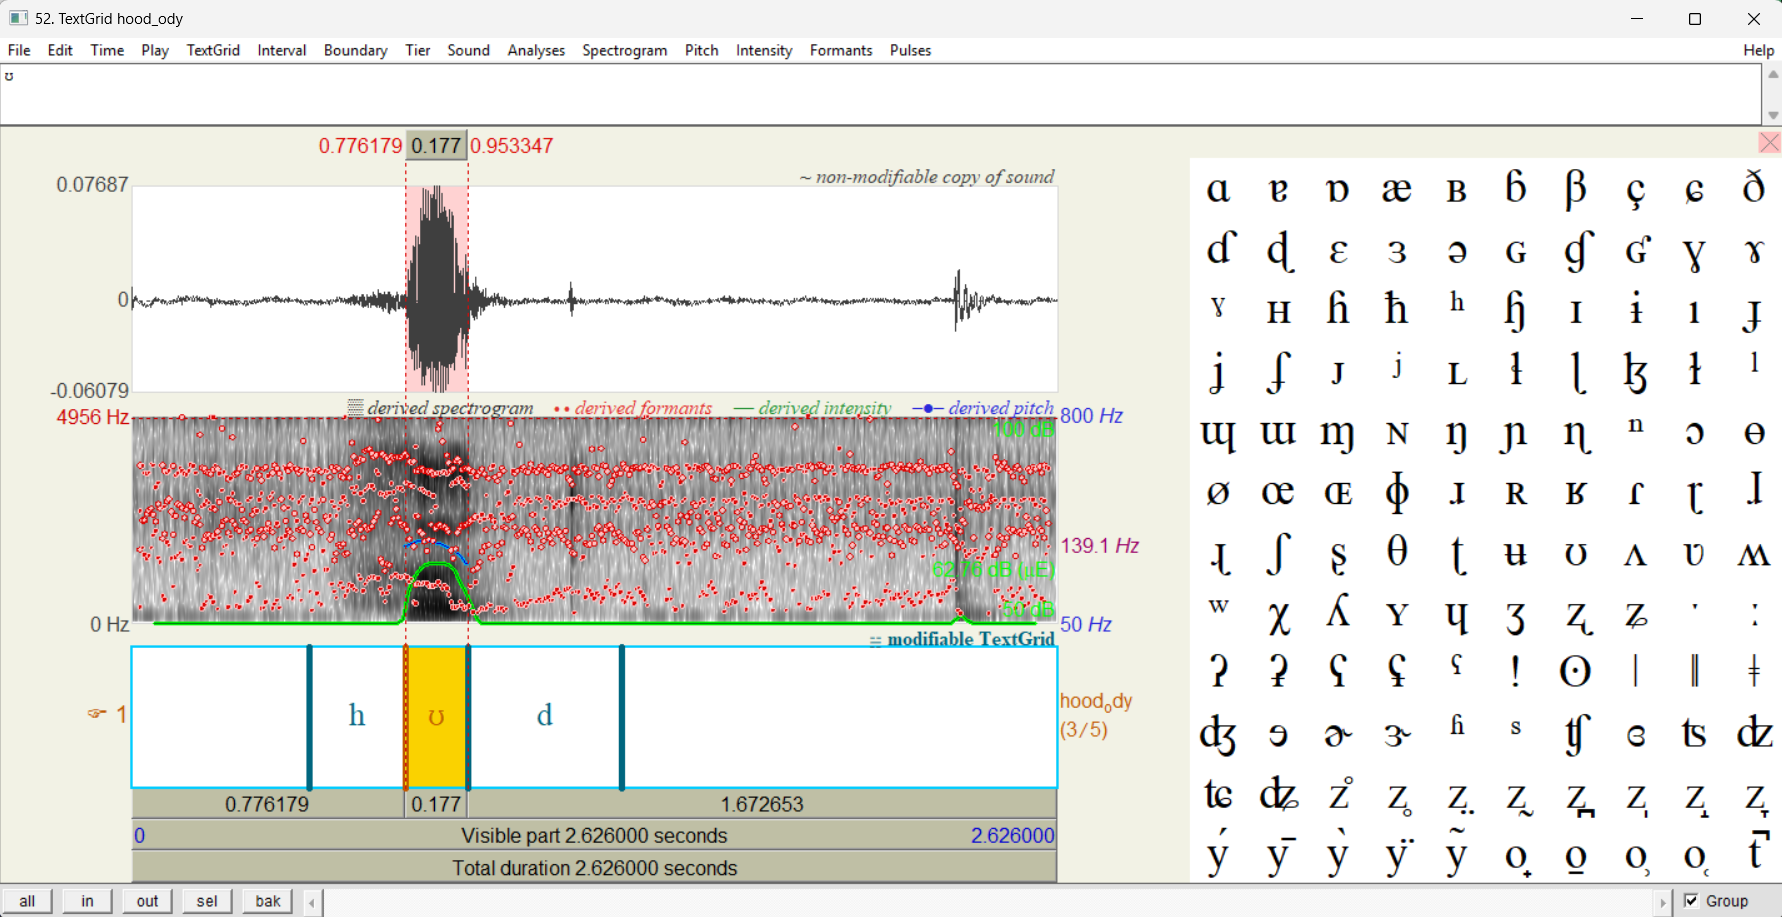 52. TextGrid hood_ody
File Edit Time Play TextGrid Interval Boundary Tier Sound Analyses Spectrogram Pitch Intensity Formants Pulses Help
ʊ
0.776179 0.177 0.953347
~ non-modifiable copy of sound
0.07687
0
-0.06079
derived spectrogram derived formants derived intensity derived pitch
4956 Hz 800 Hz
100 dB
139.1 Hz
62.76 dB (µE)
50 dB
0 Hz 50 Hz
modifiable TextGrid
☞ 1 h ʊ d hoodody
(3/5)
0.776179 0.177 1.672653
0 Visible part 2.626000 seconds 2.626000
Total duration 2.626000 seconds
ɑ ɐ ɒ æ ʙ ɓ β ç ɕ ð
ɗ ɖ ɛ ɜ ə ɢ ɠ ʛ ɣ ɤ
ˠ ʜ ɦ ħ ʰ ɧ ɪ ɨ ı ɟ
ʝ ʄ ᴊ ʲ ʟ ɫ ɭ ɮ ɬ ˡ
ɰ ɯ ɱ ɴ ŋ ɲ ɳ ⁿ ɔ ɵ
ø œ ɶ ɸ ɹ ʀ ʁ ɾ ɽ ɺ
ɻ ʃ ʂ θ ʈ ʉ ʊ ʌ ʋ ʍ
ʷ χ ʎ ʏ ɥ ʒ ʐ ʑ ˑ ː
ʔ ʡ ʕ ʢ ˤ ǃ ʘ ǀ ǁ ǂ
ʤ ɘ ɚ ɝ ʱ ˢ ʧ ɞ ʦ ʣ
ʨ ʥ z̊ z̥ z̤ z̰ z̪ z̩ z̝ z̞
ý ȳ ỳ ÿ ỹ o̟ o̠ o̹ o̜ t̚
all in out sel bak Group